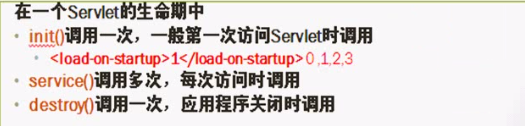 在一个Servlet的生命期中
• init()调用一次，一般第一次访问Servlet时调用
• <load-on-startup>1</load-on-startup> 0 ,1,2,3
• service()调用多次，每次访问时调用
• destroy()调用一次，应用程序关闭时调用